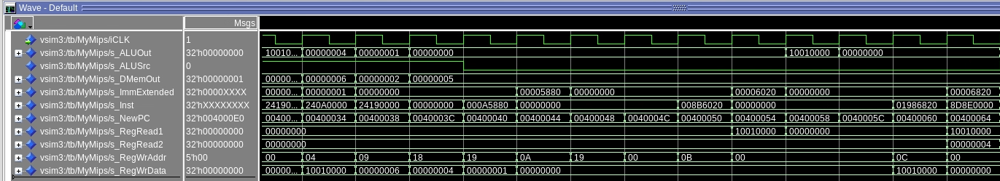 Wave - Default
Msgs
vsim3:/tb/MyMips/iCLK 1
vsim3:/tb/MyMips/s_ALUOut 32'h00000000 10010... 00000004 00000001 00000000 10010000 00000000
vsim3:/tb/MyMips/s_ALUSrc 0
vsim3:/tb/MyMips/s_DMemOut 32'h00000001 00000... 00000006 00000002 00000005
vsim3:/tb/MyMips/s_ImmExtended 32'h0000XXXX 00000... 00000001 00000000 00005880 00000000 00006020 00000000 00006820
vsim3:/tb/MyMips/s_Inst 32'hXXXXXXXX 24190... 240A0000 24190000 00000000 000A5880 00000000 008B6020 00000000 01986820 8D8E0000
vsim3:/tb/MyMips/s_NewPC 32'h004000E0 00400... 00400034 00400038 0040003C 00400040 00400044 00400048 0040004C 00400050 00400054 00400058 0040005C 00400060 00400064
vsim3:/tb/MyMips/s_RegRead1 32'h00000000 00000000 10010000 00000000 10010000
vsim3:/tb/MyMips/s_RegRead2 32'h00000000 00000000 00000004
vsim3:/tb/MyMips/s_RegWrAddr 5'h00 00 04 09 18 19 0A 19 00 0B 00 0C 00
vsim3:/tb/MyMips/s_RegWrData 32'h00000000 00000... 10010000 00000006 00000004 00000001 00000000 10010000 00000000